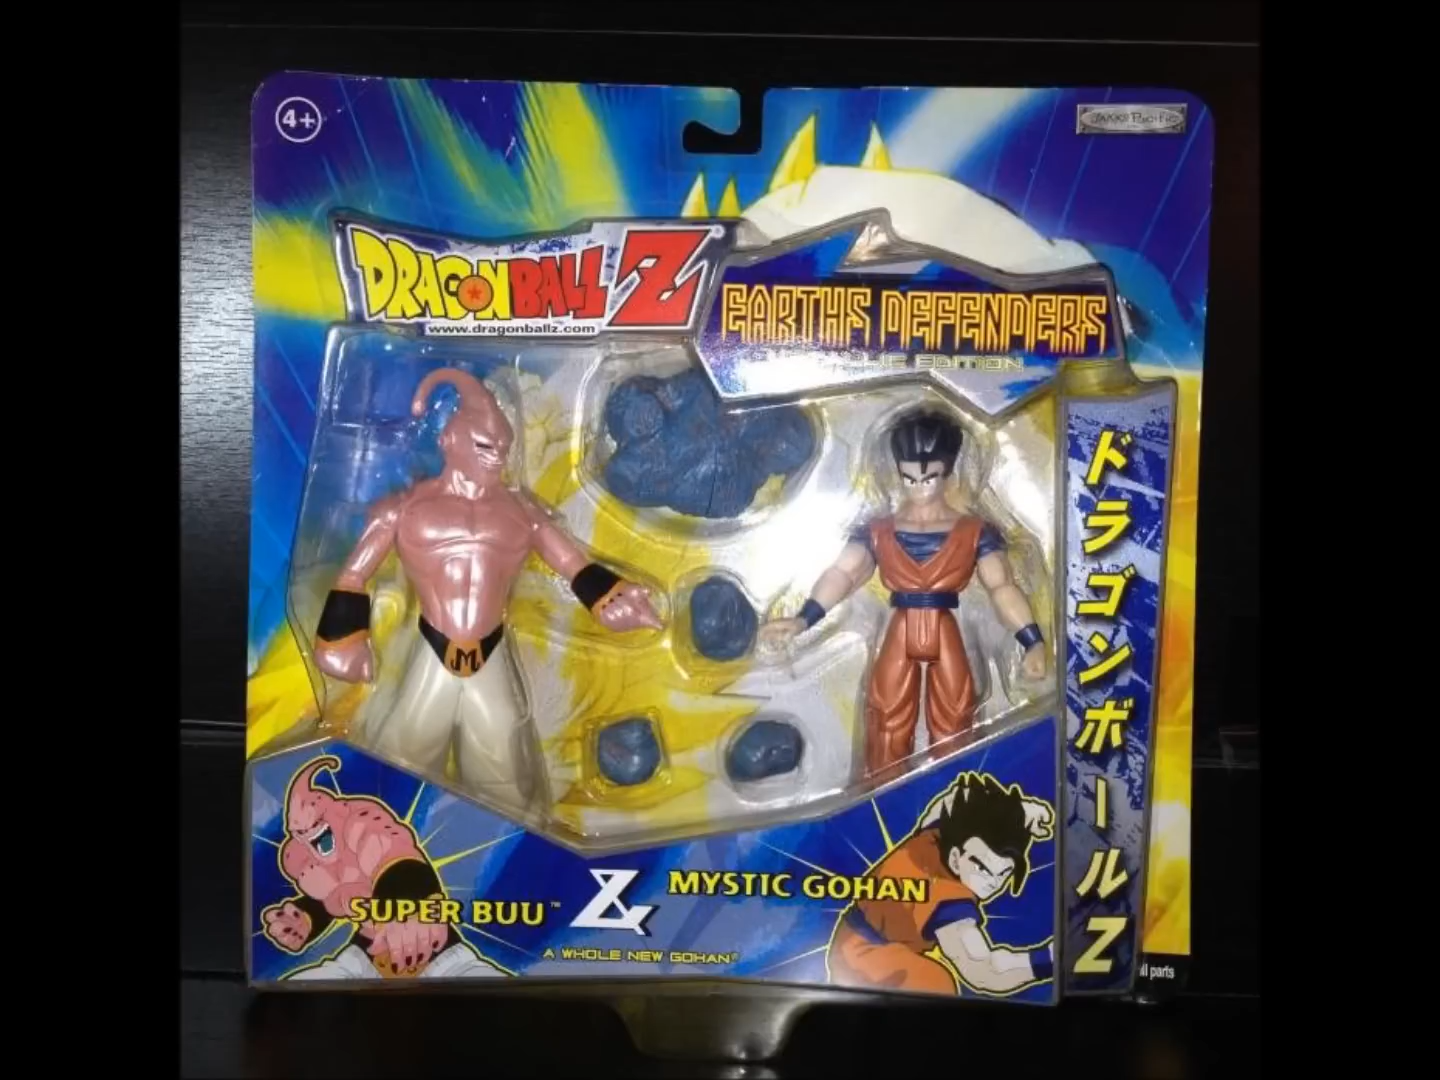 4+
JAKKS Pacific
DRAGON BALL Z
www.dragonballz.com
EARTHS DEFENDERS
EDITION
ドラゴンボールZ
SUPER BUU™
&
MYSTIC GOHAN
A WHOLE NEW GOHAN!
all parts